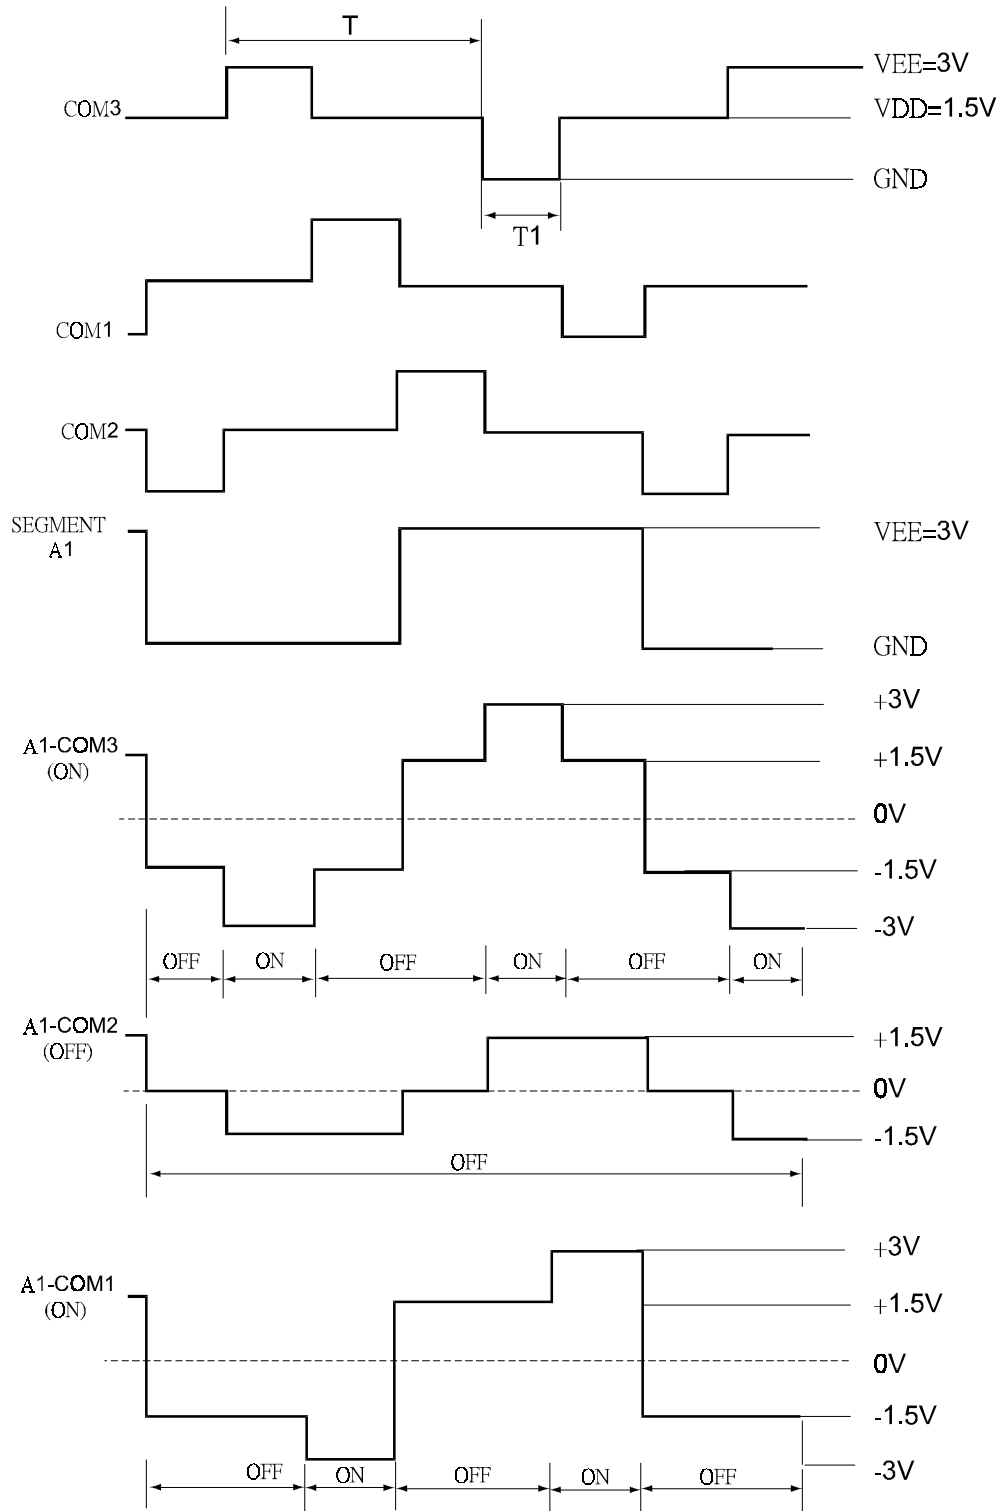 T
VEE=3V
COM3
VDD=1.5V
GND
T1
COM1
COM2
SEGMENT
A1
VEE=3V
GND
+3V
A1-COM3
(ON)
+1.5V
0V
-1.5V
-3V
OFF ON OFF ON OFF ON
A1-COM2
(OFF)
+1.5V
0V
-1.5V
OFF
+3V
A1-COM1
(ON)
+1.5V
0V
-1.5V
-3V
OFF ON OFF ON OFF